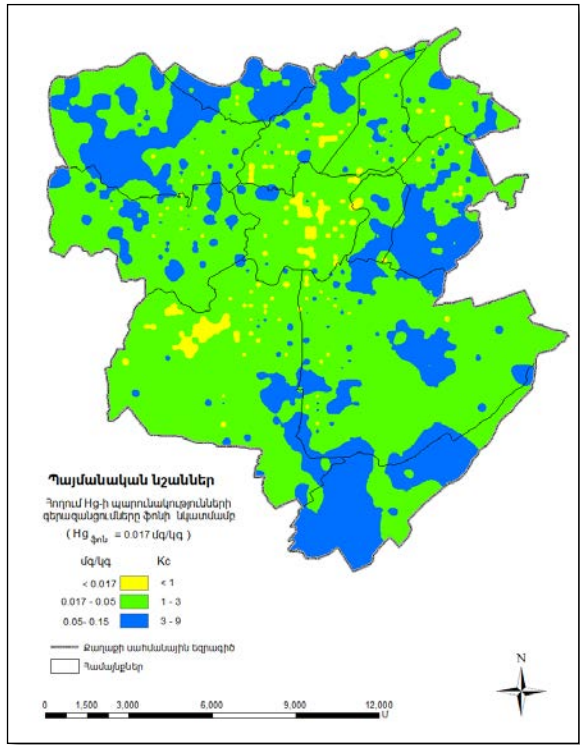 Պայմանական նշաններ
Հողում Hg-ի պարունակությունների
գերազանցումները ֆոնի նկատմամբ
( Hg ֆոն = 0.017 մգ/կգ )
մգ/կգ Kc
< 0.017 < 1
0.017 - 0.05 1 - 3
0.05- 0.15 3 - 9
Քաղաքի սահմանային եզրագիծ
Համայնքներ
N
0 1,500 3,000 6,000 9,000 12,000
Մ